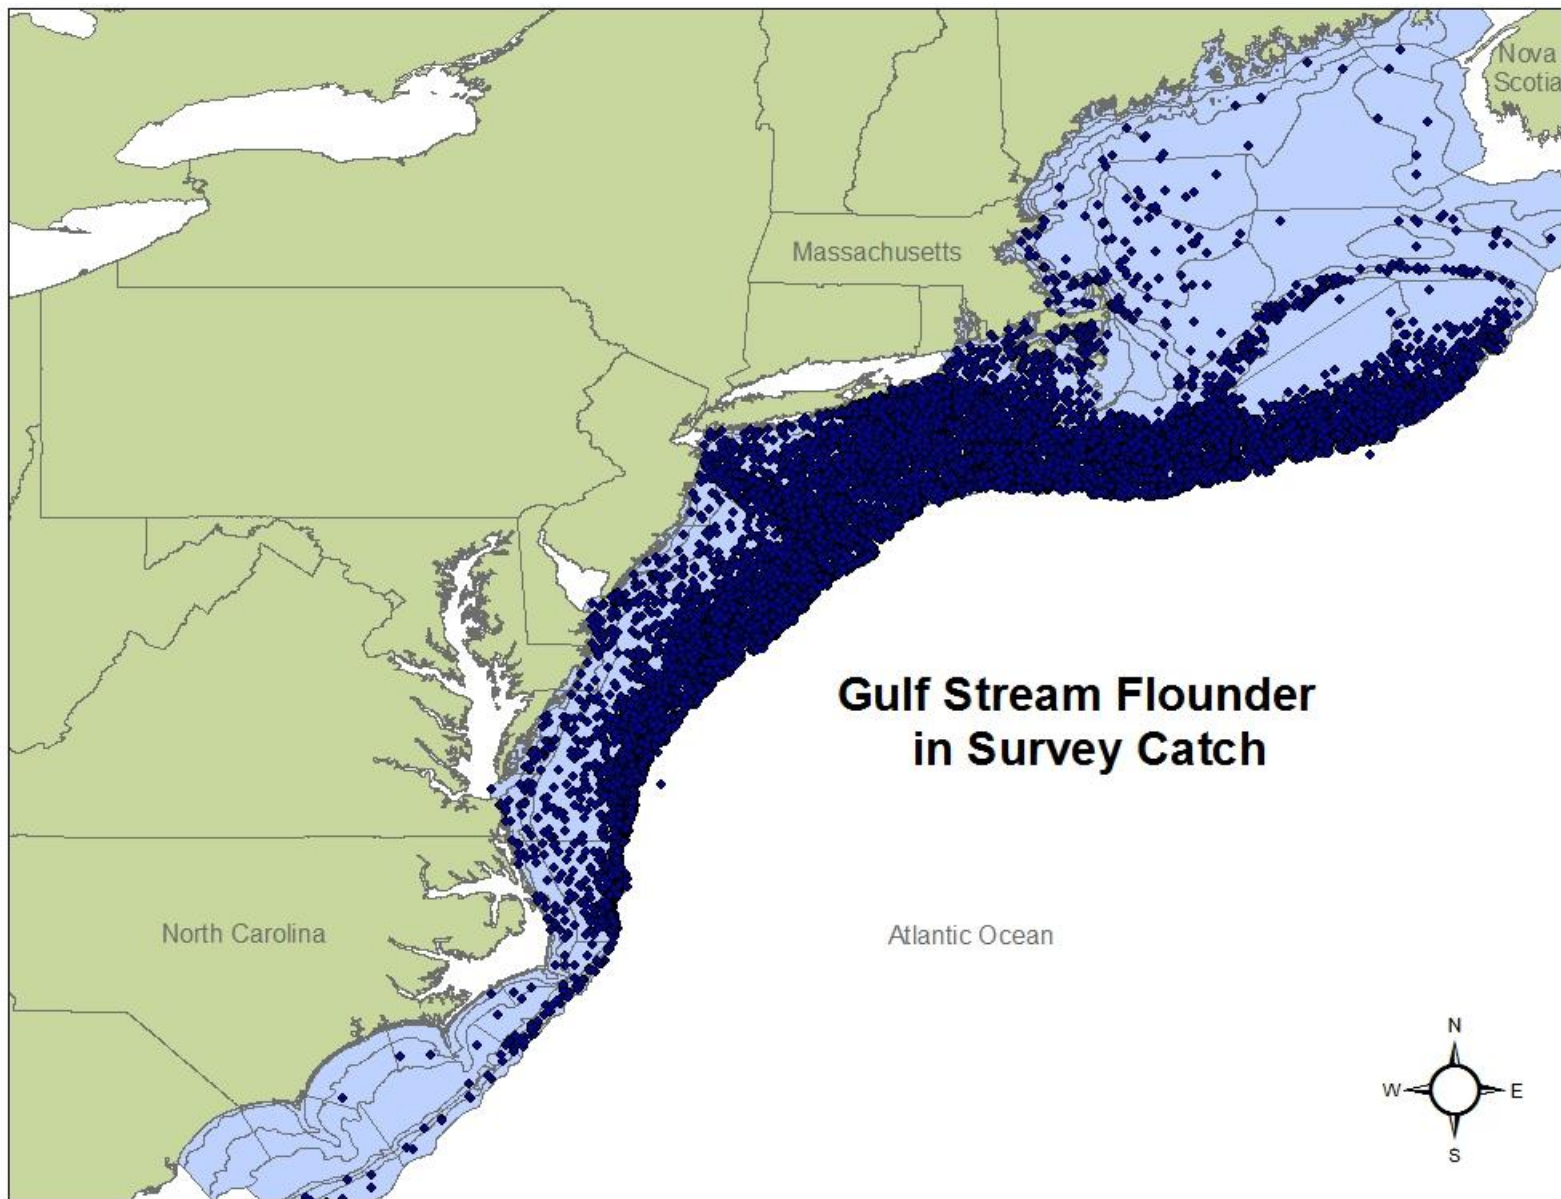 Nova
Scotia
Massachusetts
Gulf Stream Flounder
in Survey Catch
North Carolina
Atlantic Ocean
N
W
E
S